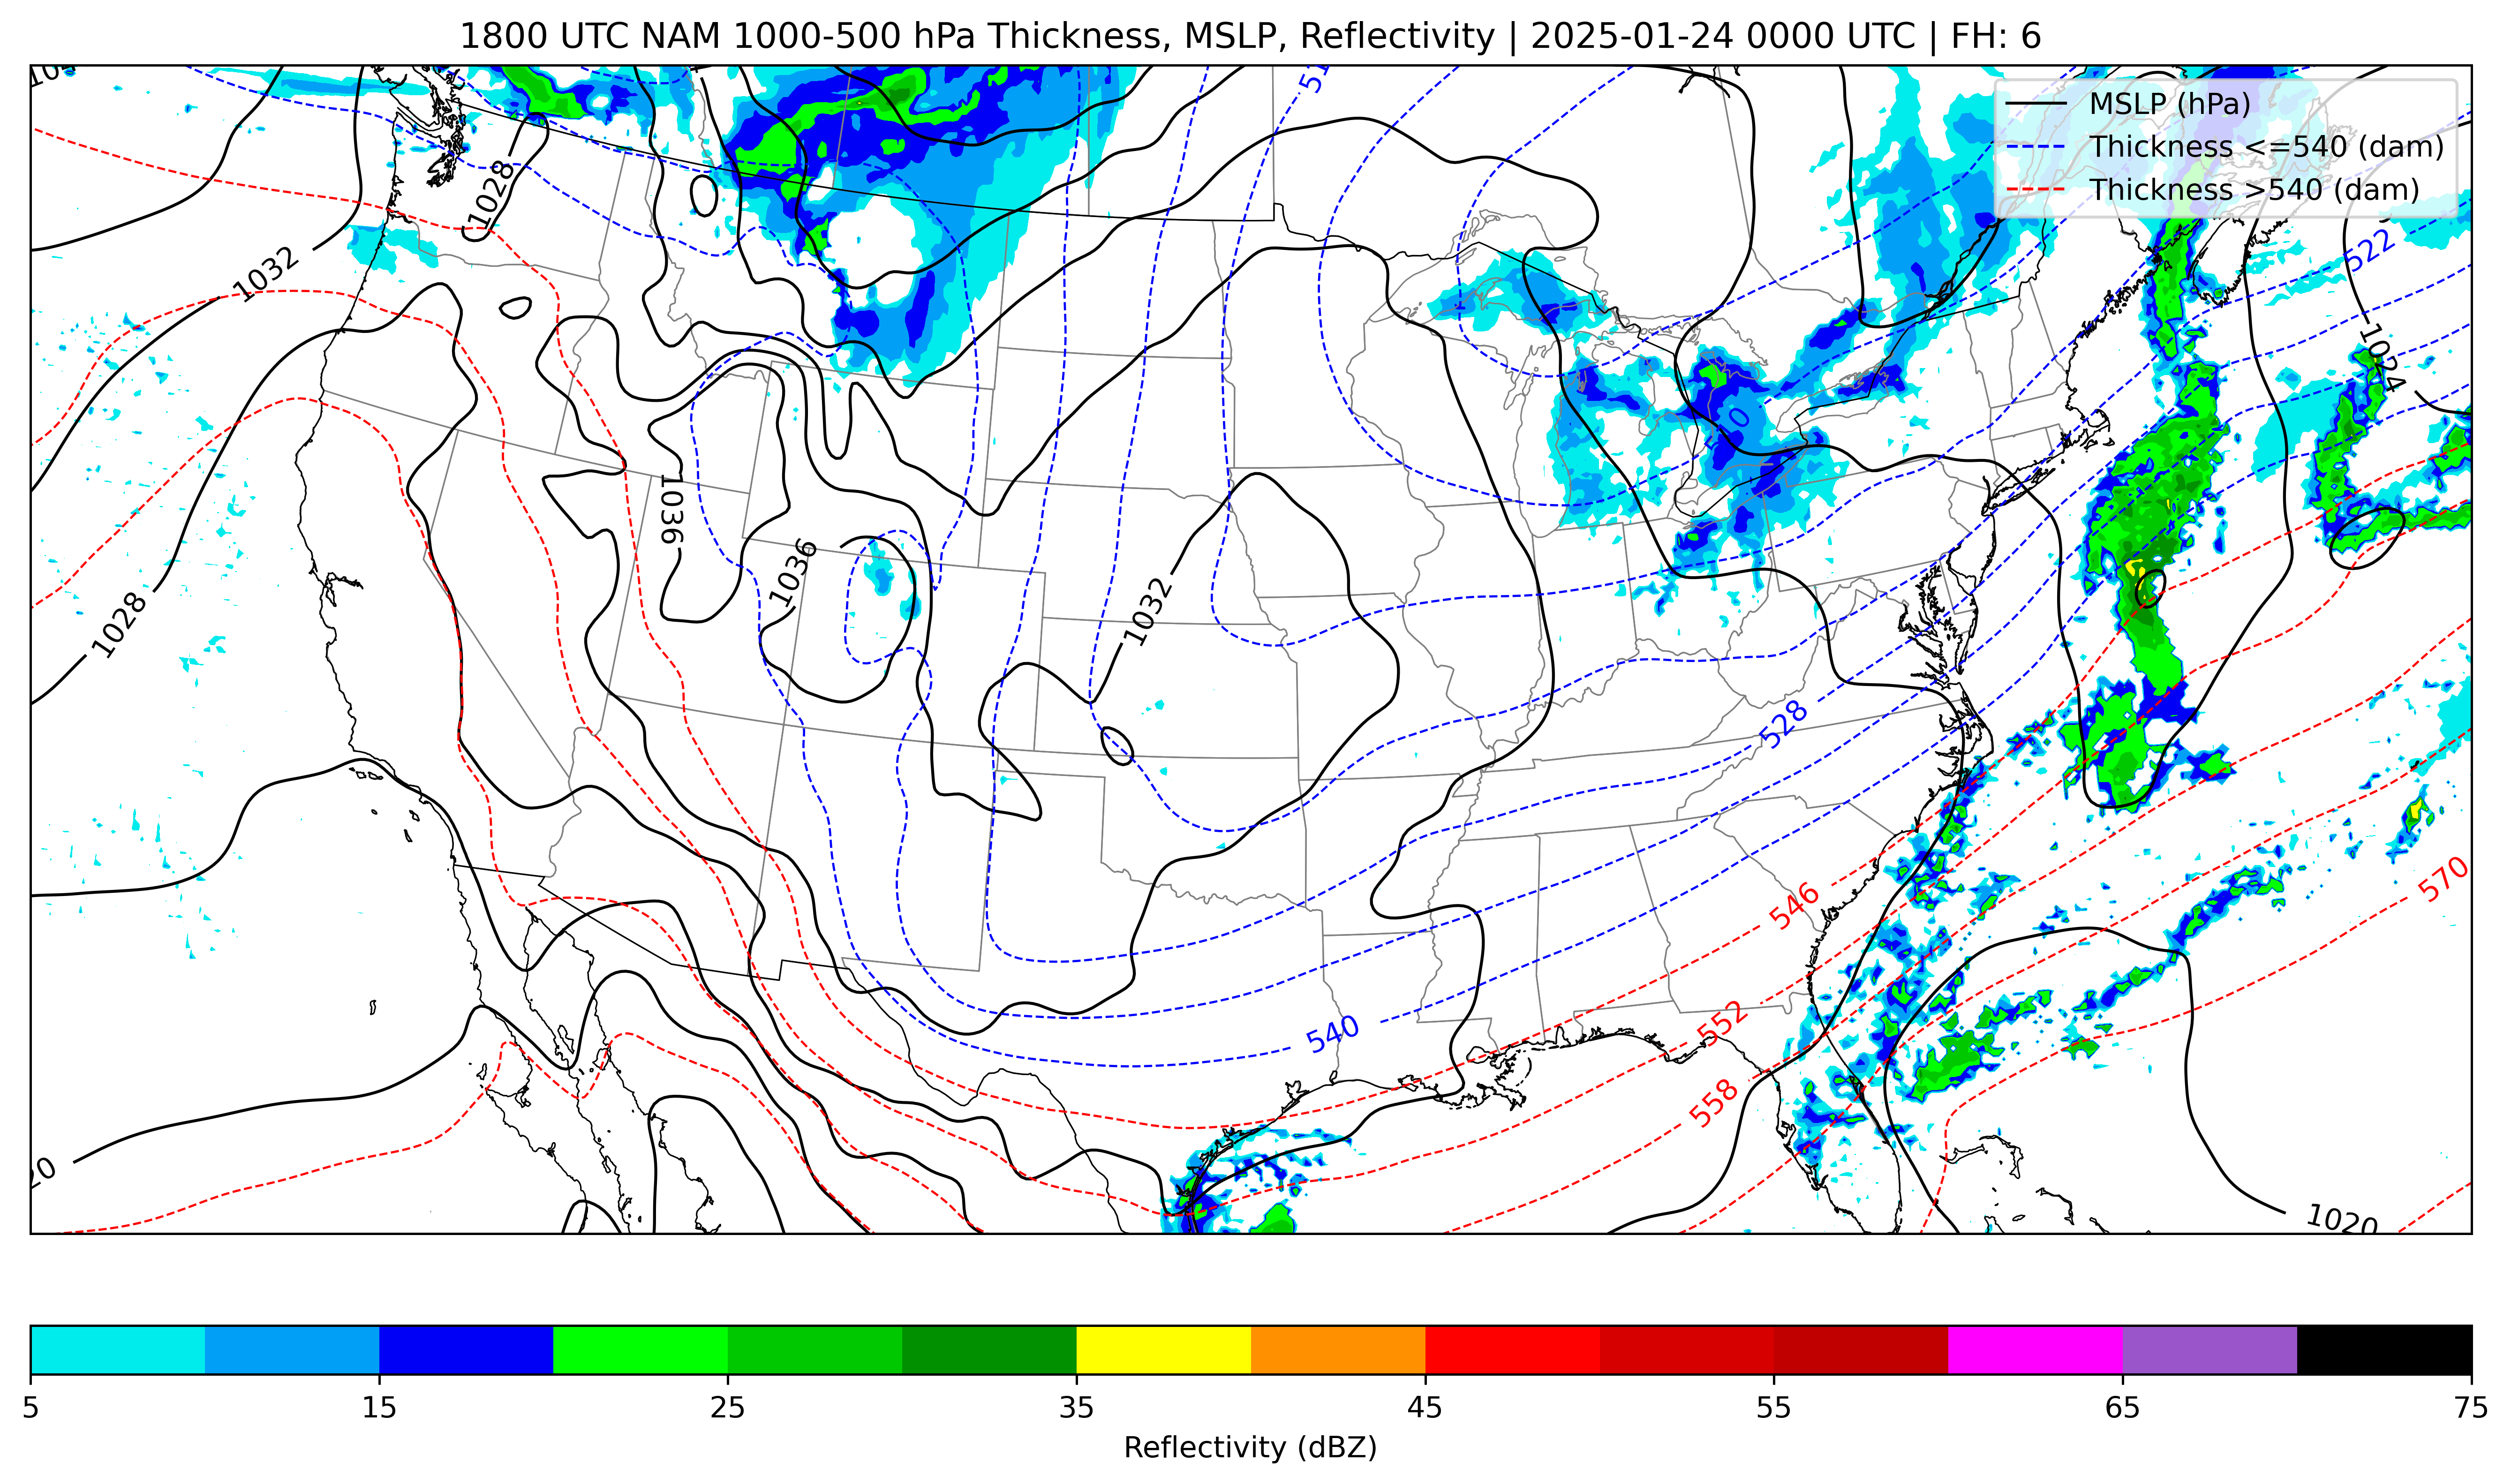 1800 UTC NAM 1000-500 hPa Thickness, MSLP, Reflectivity | 2025-01-24 0000 UTC | FH: 6
MSLP (hPa)
Thickness <=540 (dam)
Thickness >540 (dam)
1028
522
1032
1024
1036
1036
1032
1028
528
546
570
552
540
558
1020
5 15 25 35 45 55 65 75
Reflectivity (dBZ)